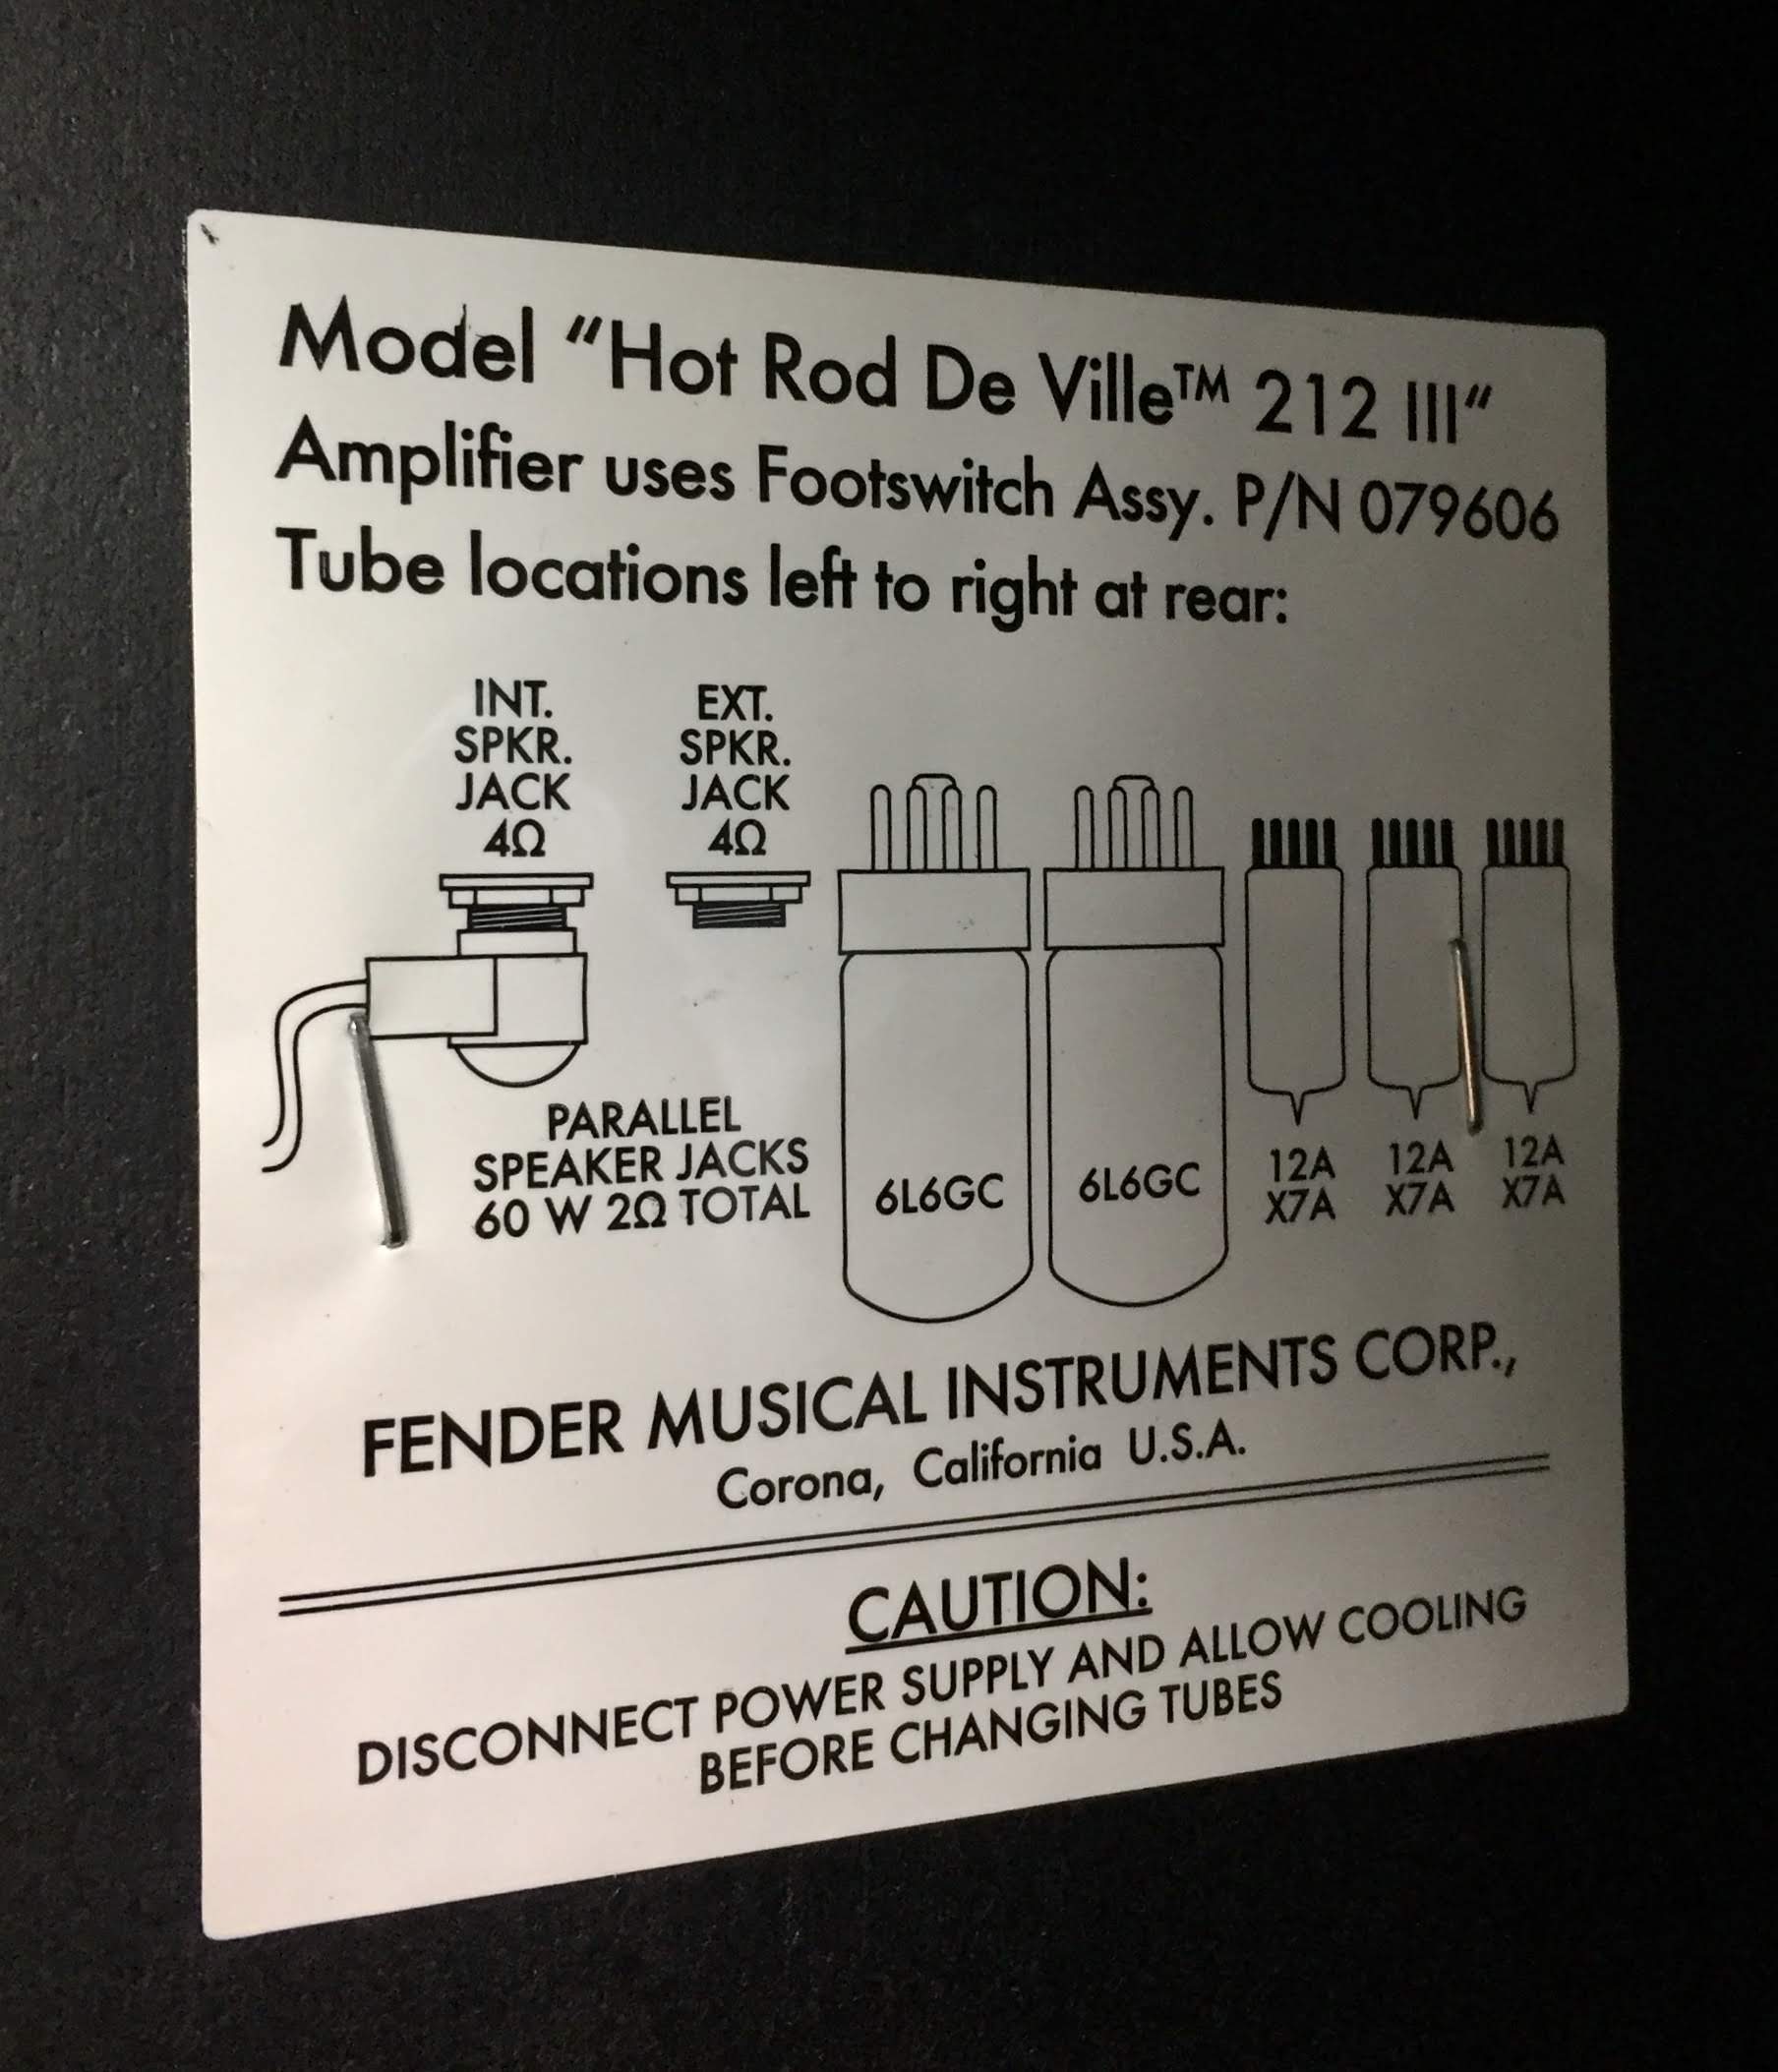 Model “Hot Rod De Ville™ 212 III“
Amplifier uses Footswitch Assy. P/N 079606
Tube locations left to right at rear:
INT.
SPKR.
JACK
4Ω
EXT.
SPKR.
JACK
4Ω
PARALLEL
SPEAKER JACKS
60 W 2Ω TOTAL
6L6GC
6L6GC
12A
X7A
12A
X7A
12A
X7A
FENDER MUSICAL INSTRUMENTS CORP.,
Corona, California U.S.A.
CAUTION:
DISCONNECT POWER SUPPLY AND ALLOW COOLING
BEFORE CHANGING TUBES